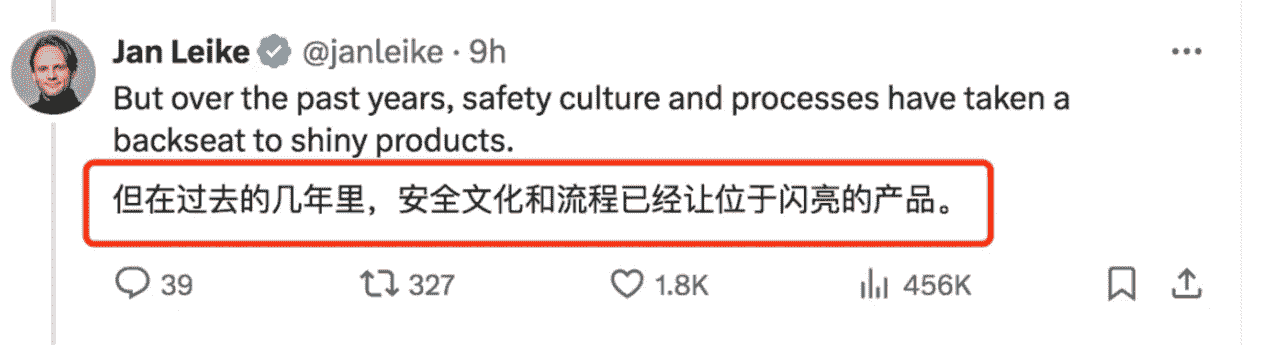 Jan Leike @janleike · 9h
But over the past years, safety culture and processes have taken a
backseat to shiny products.
但在过去的几年里，安全文化和流程已经让位于闪亮的产品。
39 327 1.8K 456K